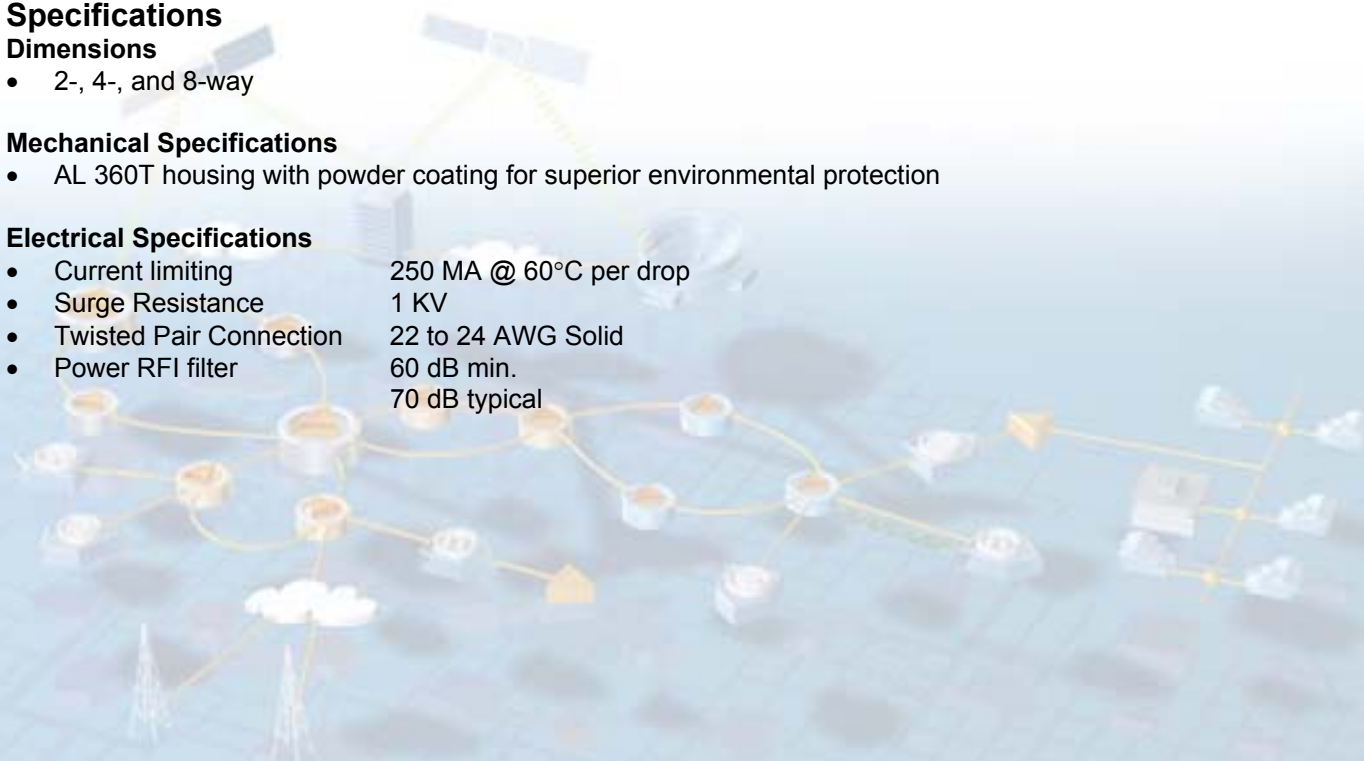 Specifications
Dimensions
• 2-, 4-, and 8-way
Mechanical Specifications
• AL 360T housing with powder coating for superior environmental protection
Electrical Specifications
• Current limiting 250 MA @ 60°C per drop
• Surge Resistance 1 KV
• Twisted Pair Connection 22 to 24 AWG Solid
• Power RFI filter 60 dB min.
70 dB typical